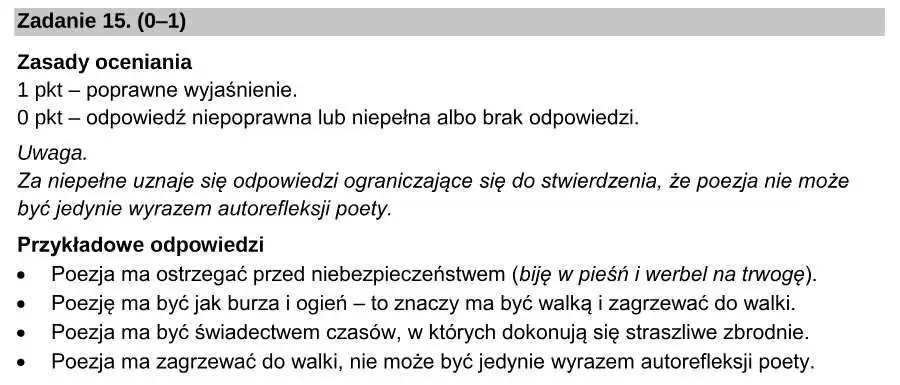 Zadanie 15. (0–1)
Zasady oceniania
1 pkt – poprawne wyjaśnienie.
0 pkt – odpowiedź niepoprawna lub niepełna albo brak odpowiedzi.
Uwaga.
Za niepełne uznaje się odpowiedzi ograniczające się do stwierdzenia, że poezja nie może
być jedynie wyrazem autorefleksji poety.
Przykładowe odpowiedzi
• Poezja ma ostrzegać przed niebezpieczeństwem (biję w pieśń i werbel na trwogę).
• Poezję ma być jak burza i ogień – to znaczy ma być walką i zagrzewać do walki.
• Poezja ma być świadectwem czasów, w których dokonują się straszliwe zbrodnie.
• Poezja ma zagrzewać do walki, nie może być jedynie wyrazem autorefleksji poety.